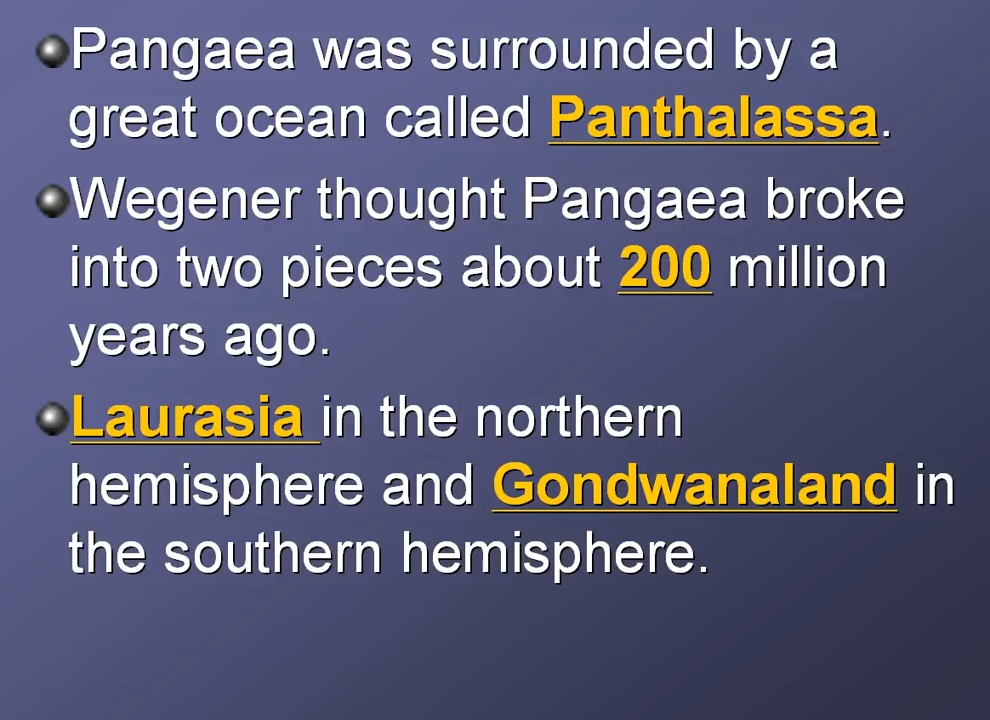 Pangaea was surrounded by a
great ocean called Panthalassa.
Wegener thought Pangaea broke
into two pieces about 200 million
years ago.
Laurasia in the northern
hemisphere and Gondwanaland in
the southern hemisphere.